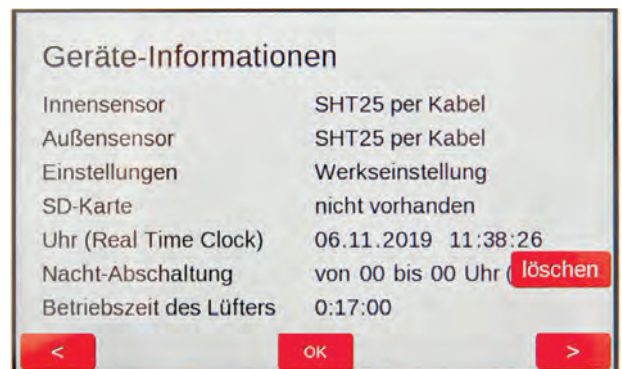 Geräte-Informationen
Innensensor SHT25 per Kabel
Außensensor SHT25 per Kabel
Einstellungen Werkseinstellung
SD-Karte nicht vorhanden
Uhr (Real Time Clock) 06.11.2019 11:38:26
Nacht-Abschaltung von 00 bis 00 Uhr ( löschen
Betriebszeit des Lüfters 0:17:00
< OK >